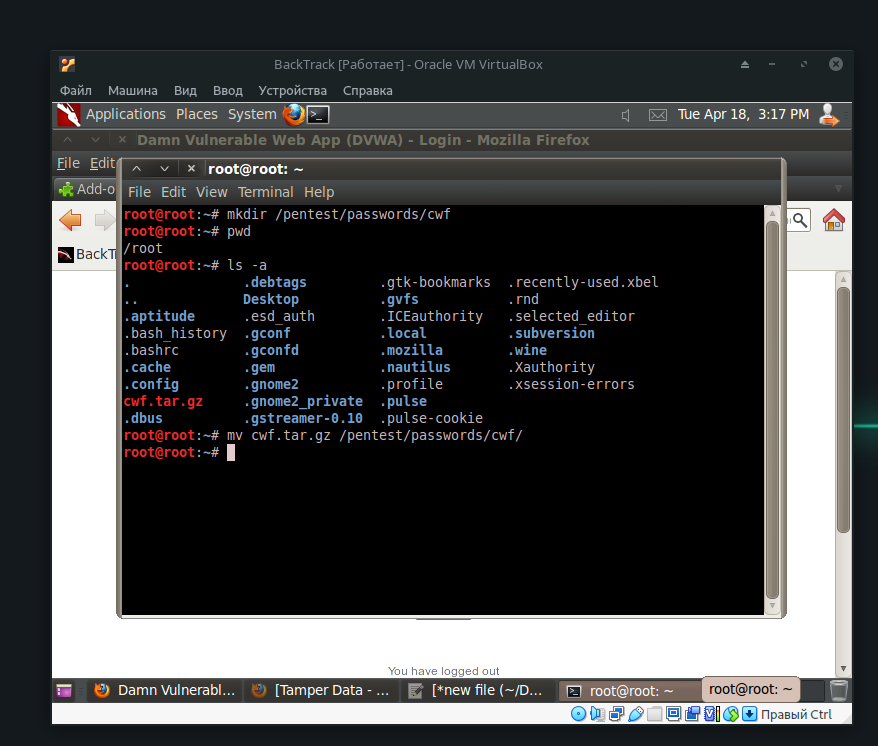 BackTrack [Работает] - Oracle VM VirtualBox
Файл Машина Вид Ввод Устройства Справка
Applications Places System Tue Apr 18, 3:17 PM
Damn Vulnerable Web App (DVWA) - Login - Mozilla Firefox
File Edit
root@root: ~
Add-o
File Edit View Terminal Help
root@root:~# mkdir /pentest/passwords/cwf
root@root:~# pwd
/root
BackT
root@root:~# ls -a
. .debtags .gtk-bookmarks .recently-used.xbel
.. Desktop .gvfs .rnd
.aptitude .esd_auth .ICEauthority .selected_editor
.bash_history .gconf .local .subversion
.bashrc .gconfd .mozilla .wine
.cache .gem .nautilus .Xauthority
.config .gnome2 .profile .xsession-errors
cwf.tar.gz .gnome2_private .pulse
.dbus .gstreamer-0.10 .pulse-cookie
root@root:~# mv cwf.tar.gz /pentest/passwords/cwf/
root@root:~#
You have logged out
Damn Vulnerabl... [Tamper Data - ... [*new file (~/D... root@root: ~ root@root: ~
Правый Ctrl